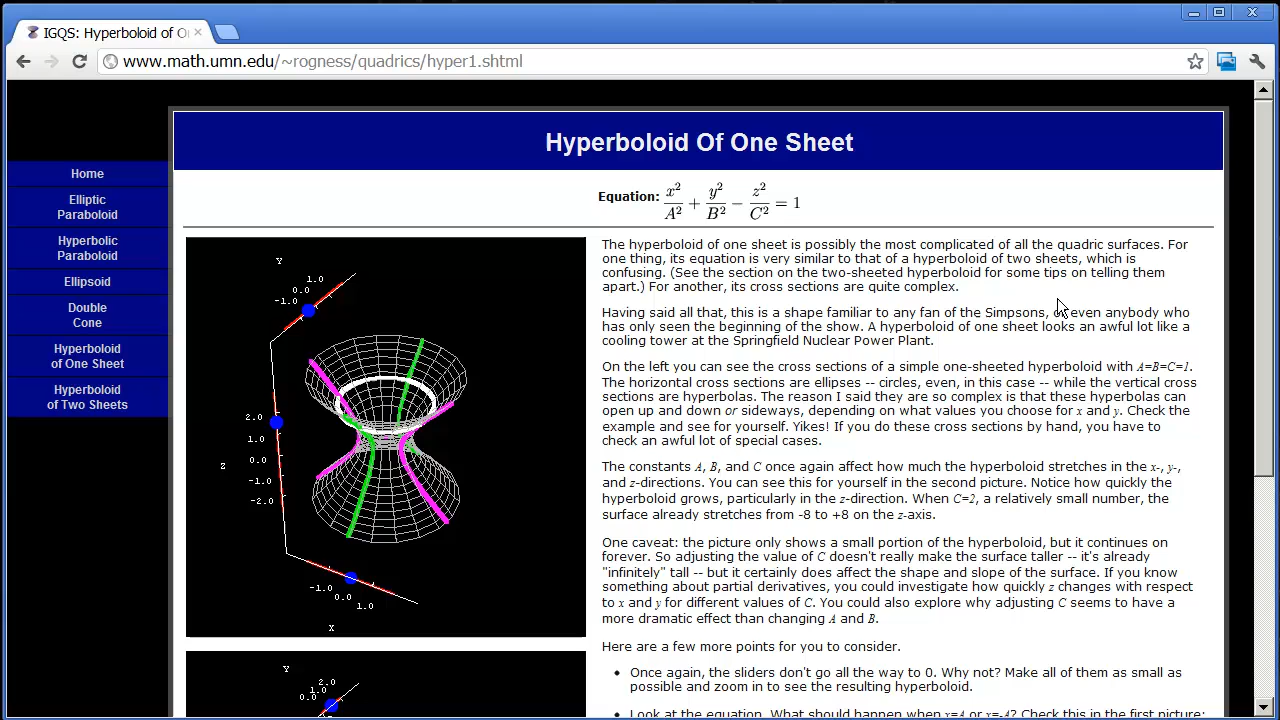 IGQS: Hyperboloid of O
www.math.umn.edu/~rogness/quadrics/hyper1.shtml
Hyperboloid Of One Sheet
Home
Elliptic
Paraboloid
Hyperbolic
Paraboloid
Ellipsoid
Double
Cone
Hyperboloid
of One Sheet
Hyperboloid
of Two Sheets
Equation: x²/A² + y²/B² − z²/C² = 1
Y
1.0
0.0
-1.0
2.0
1.0
Z
0.0
-1.0
-2.0
-1.0
0.0
1.0
X
Y
2.0
1.0
0.0
The hyperboloid of one sheet is possibly the most complicated of all the quadric surfaces. For
one thing, its equation is very similar to that of a hyperboloid of two sheets, which is
confusing. (See the section on the two-sheeted hyperboloid for some tips on telling them
apart.) For another, its cross sections are quite complex.
Having said all that, this is a shape familiar to any fan of the Simpsons, or even anybody who
has only seen the beginning of the show. A hyperboloid of one sheet looks an awful lot like a
cooling tower at the Springfield Nuclear Power Plant.
On the left you can see the cross sections of a simple one-sheeted hyperboloid with A=B=C=1.
The horizontal cross sections are ellipses -- circles, even, in this case -- while the vertical cross
sections are hyperbolas. The reason I said they are so complex is that these hyperbolas can
open up and down or sideways, depending on what values you choose for x and y. Check the
example and see for yourself. Yikes! If you do these cross sections by hand, you have to
check an awful lot of special cases.
The constants A, B, and C once again affect how much the hyperboloid stretches in the x-, y-,
and z-directions. You can see this for yourself in the second picture. Notice how quickly the
hyperboloid grows, particularly in the z-direction. When C=2, a relatively small number, the
surface already stretches from -8 to +8 on the z-axis.
One caveat: the picture only shows a small portion of the hyperboloid, but it continues on
forever. So adjusting the value of C doesn't really make the surface taller -- it's already
"infinitely" tall -- but it certainly does affect the shape and slope of the surface. If you know
something about partial derivatives, you could investigate how quickly z changes with respect
to x and y for different values of C. You could also explore why adjusting C seems to have a
more dramatic effect than changing A and B.
Here are a few more points for you to consider.
• Once again, the sliders don't go all the way to 0. Why not? Make all of them as small as
possible and zoom in to see the resulting hyperboloid.
• Look at the equation. What should happen when x=A or x=-A? Check this in the first picture;